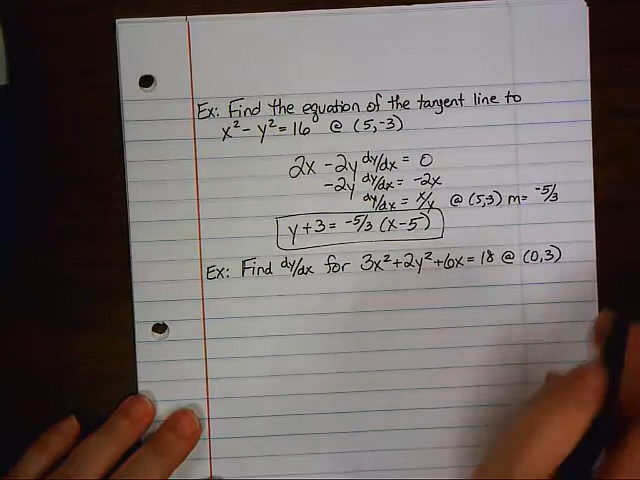 Ex: Find the equation of the tangent line to
x² - y² = 16 @ (5,-3)
2x - 2y dy/dx = 0
-2y dy/dx = -2x
dy/dx = x/y @ (5,3) m= -5/3
y+3 = -5/3 (x-5)
Ex: Find dy/dx for 3x²+2y²+6x=18 @ (0,3)